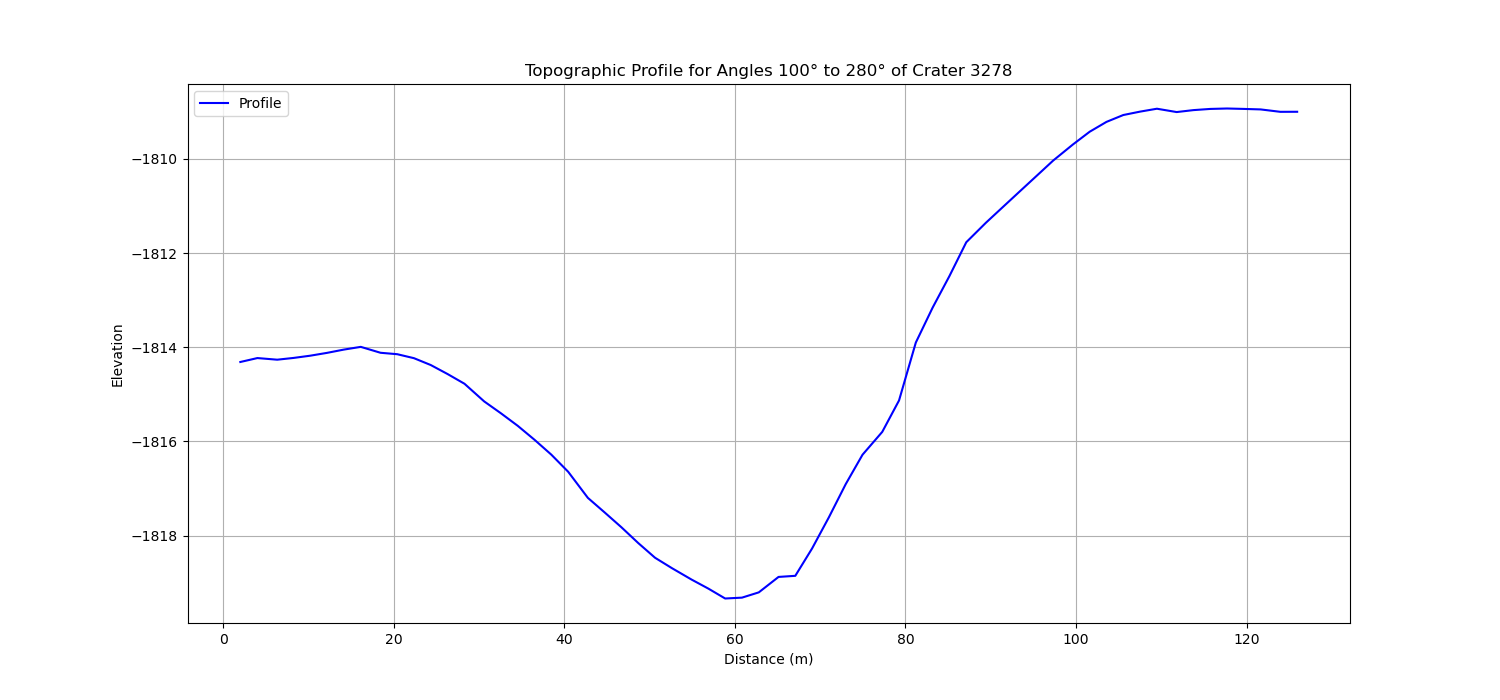 Topographic Profile for Angles 100° to 280° of Crater 3278
Profile
−1810
−1812
−1814
−1816
−1818
Elevation
0 20 40 60 80 100 120
Distance (m)